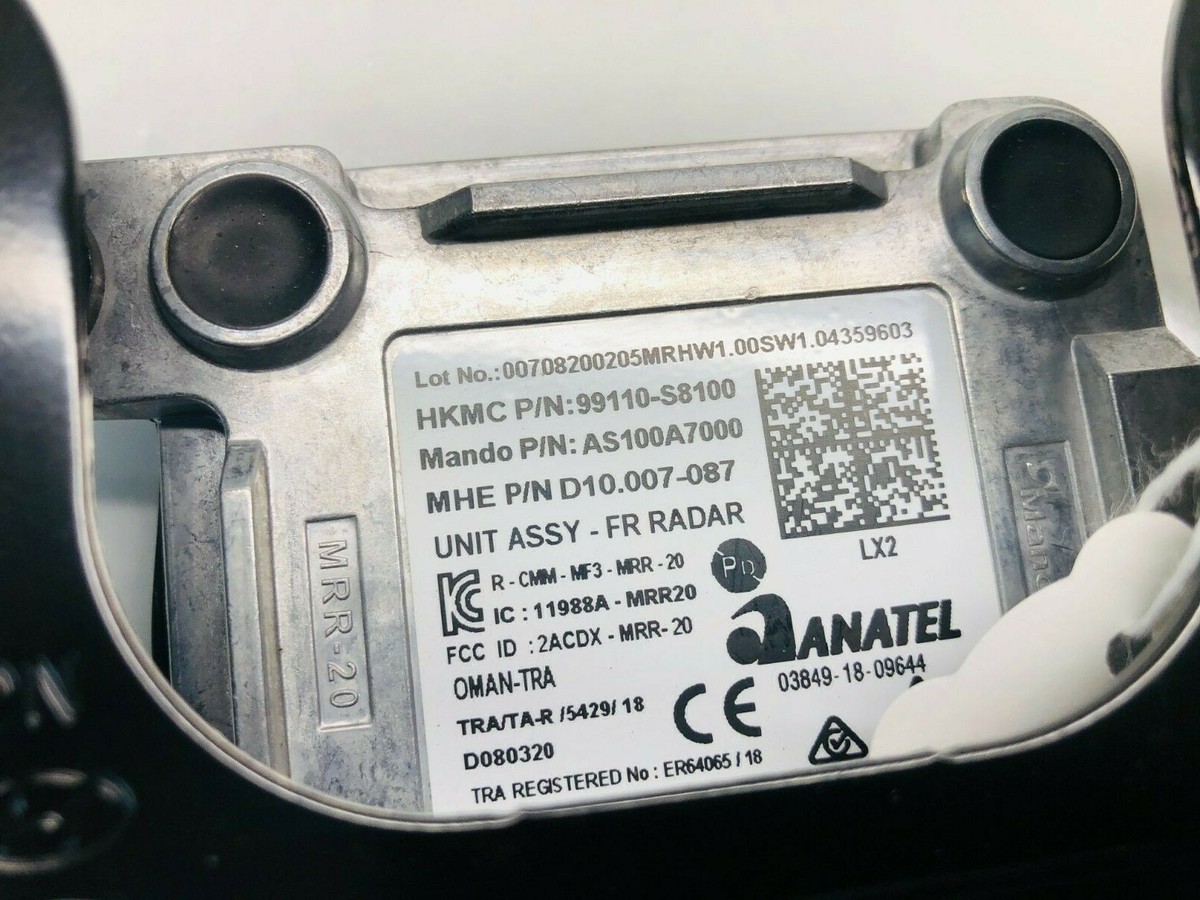 Lot No.:00708200205MRHW1.00SW1.04359603
HKMC P/N:99110-S8100
Mando P/N: AS100A7000
MHE P/N D10.007-087
UNIT ASSY - FR RADAR
LX2
R - CMM - MF3 - MRR - 20
IC : 11988A - MRR20
FCC ID : 2ACDX - MRR- 20
OMAN-TRA
TRA/TA-R /5429/ 18
D080320
TRA REGISTERED No : ER64065 / 18
ANATEL
03849-18-09644
CE
MRR-20